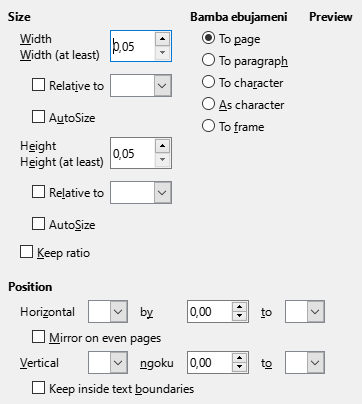 Size
Width
Width (at least)
0,05
Relative to
AutoSize
Height
Height (at least)
0,05
Relative to
AutoSize
Keep ratio
Bamba ebujameni
To page
To paragraph
To character
As character
To frame
Preview
Position
Horizontal by 0,00 to
Mirror on even pages
Vertical ngoku 0,00 to
Keep inside text boundaries